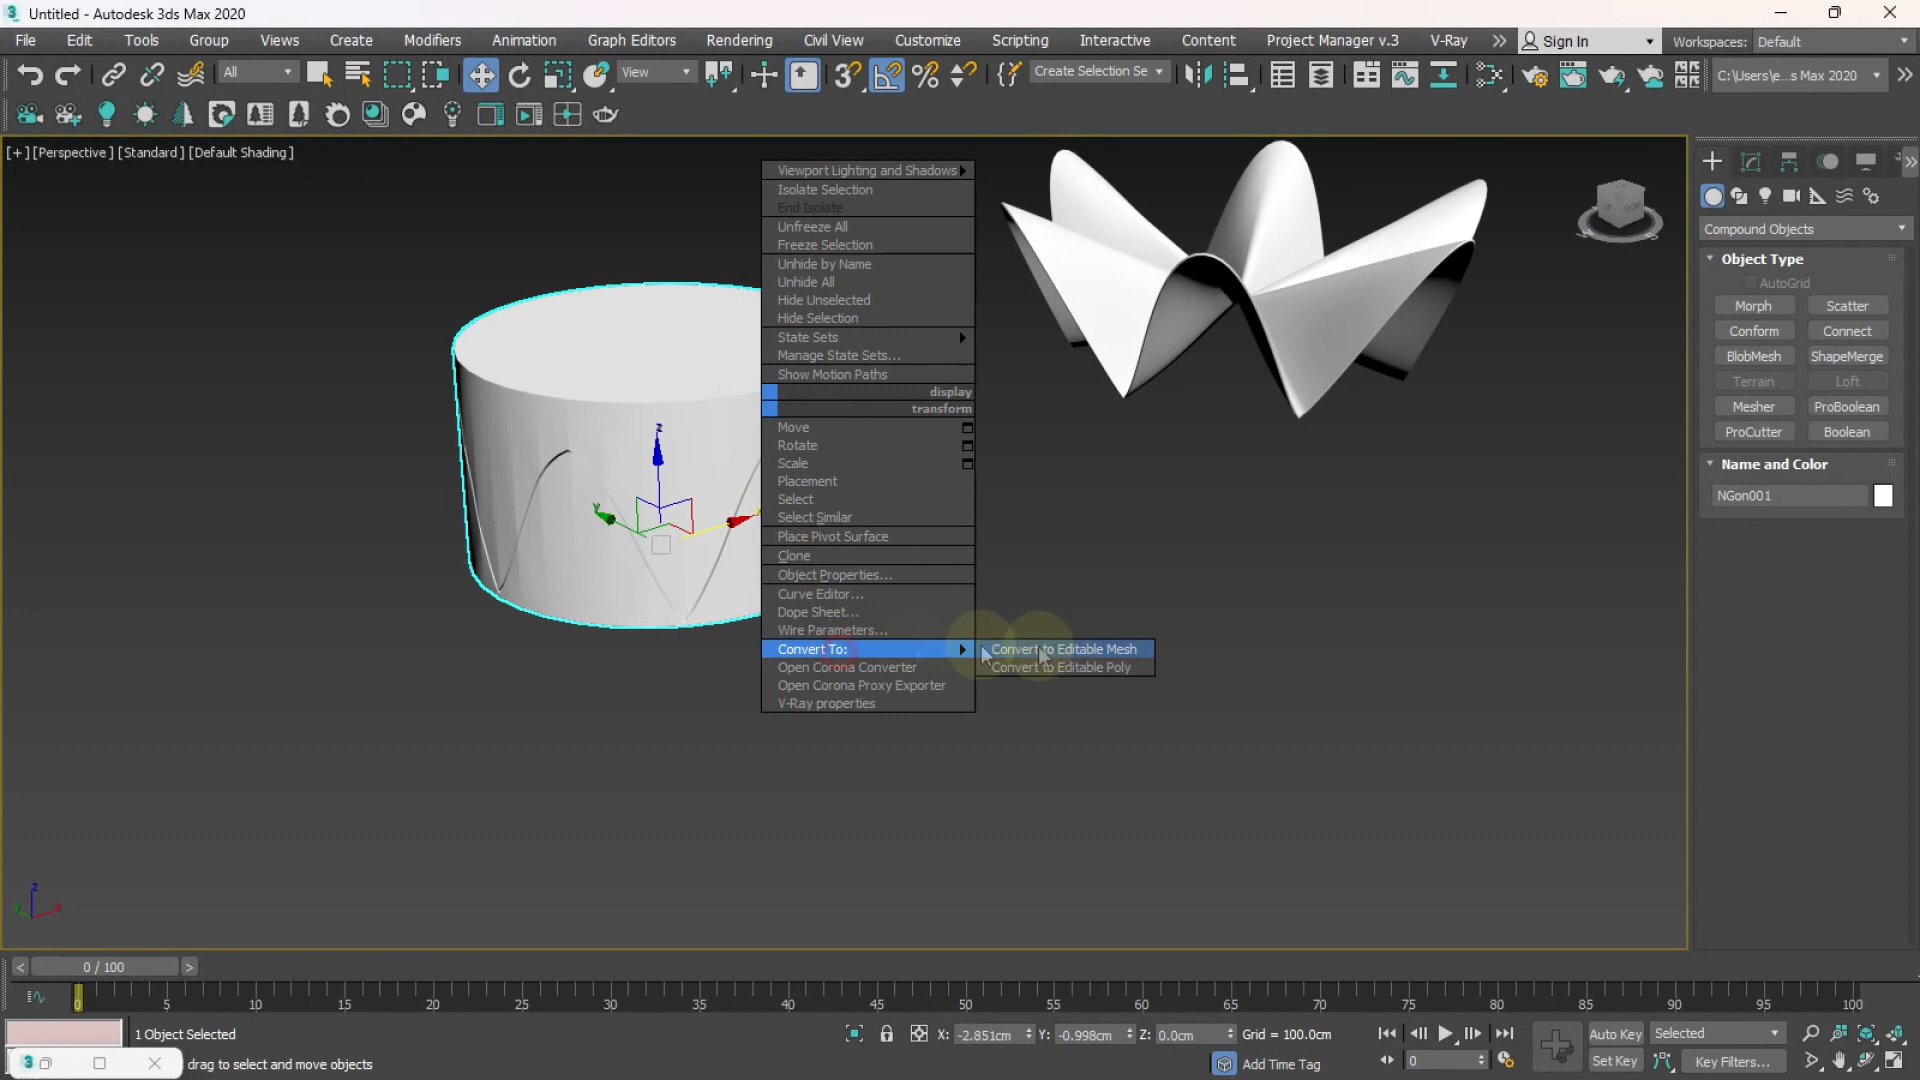 Untitled - Autodesk 3ds Max 2020
File Edit Tools Group Views Create Modifiers Animation Graph Editors Rendering Civil View Customize Scripting Interactive Content Project Manager v.3 V-Ray Sign In Workspaces: Default
All View Create Selection Se C:\Users\e...s Max 2020
[+] [Perspective] [Standard] [Default Shading]
Viewport Lighting and Shadows
Isolate Selection
End Isolate
Unfreeze All
Freeze Selection
Unhide by Name
Unhide All
Hide Unselected
Hide Selection
State Sets
Manage State Sets...
Show Motion Paths
display
transform
Move
Rotate
Scale
Placement
Select
Select Similar
Place Pivot Surface
Clone
Object Properties...
Curve Editor...
Dope Sheet...
Wire Parameters...
Convert To:
Open Corona Converter
Open Corona Proxy Exporter
V-Ray properties
Convert to Editable Mesh
Convert to Editable Poly
z
y
Compound Objects
Object Type
AutoGrid
Morph Scatter
Conform Connect
BlobMesh ShapeMerge
Terrain Loft
Mesher ProBoolean
ProCutter Boolean
Name and Color
NGon001
z
y x
< 0 / 100 >
0 5 10 15 20 25 30 35 40 45 50 55 60 65 70 75 80 85 90 95 100
1 Object Selected X: -2.851cm Y: -0.998cm Z: 0.0cm Grid = 100.0cm Auto Key Selected
3 drag to select and move objects Add Time Tag 0 Set Key Key Filters...